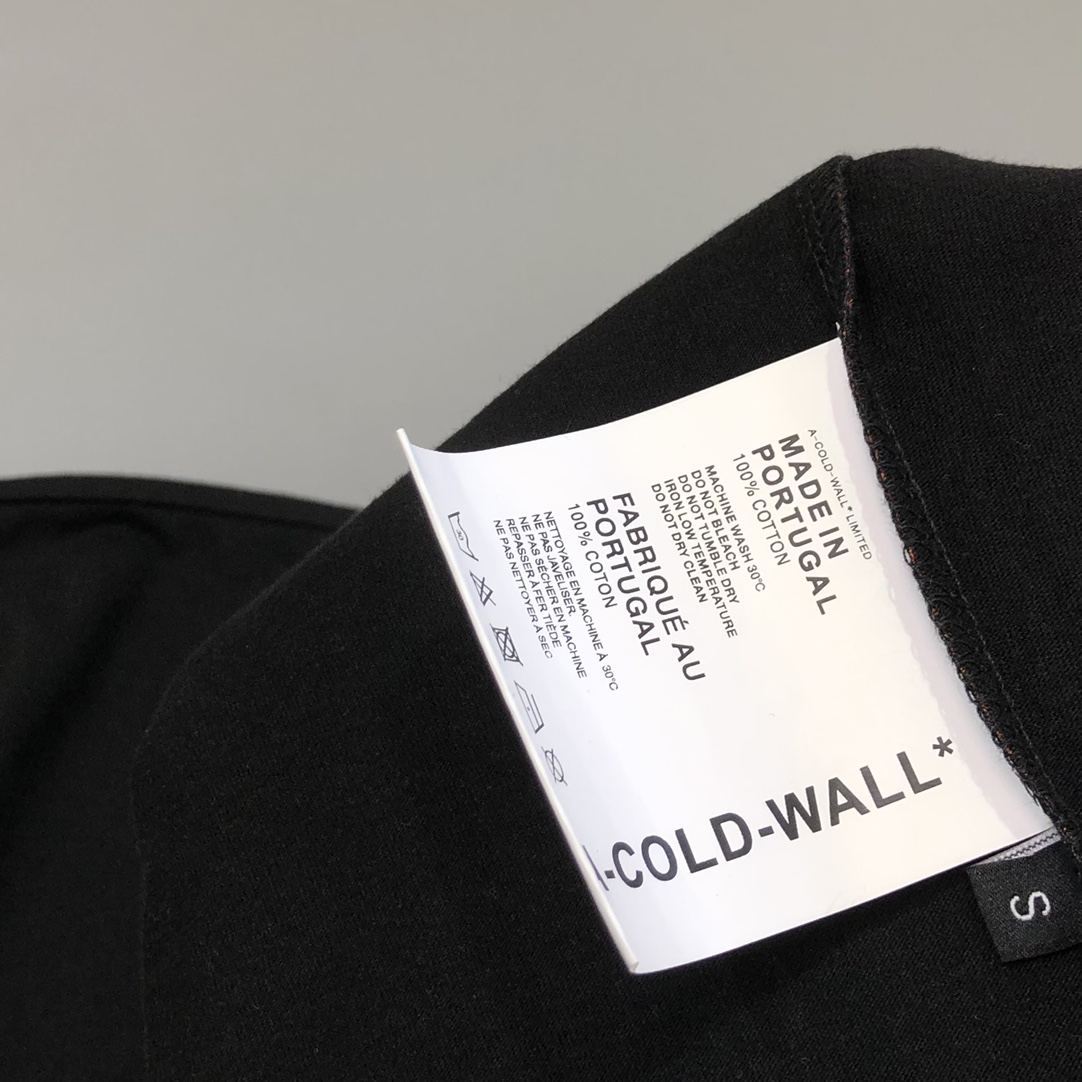 A-COLD-WALL* LIMITED
MADE IN
PORTUGAL
100% COTTON
MACHINE WASH 30°C
DO NOT BLEACH
DO NOT TUMBLE DRY
IRON LOW TEMPERATURE
DO NOT DRY CLEAN
FABRIQUÉ AU
PORTUGAL
100% COTON
NETTOYAGE EN MACHINE À 30°C
NE PAS JAVELISER.
NE PAS SÉCHER EN MACHINE
REPASSER À FER TIÈDE
NE PAS NETTOYER À SEC
30
A-COLD-WALL*
S